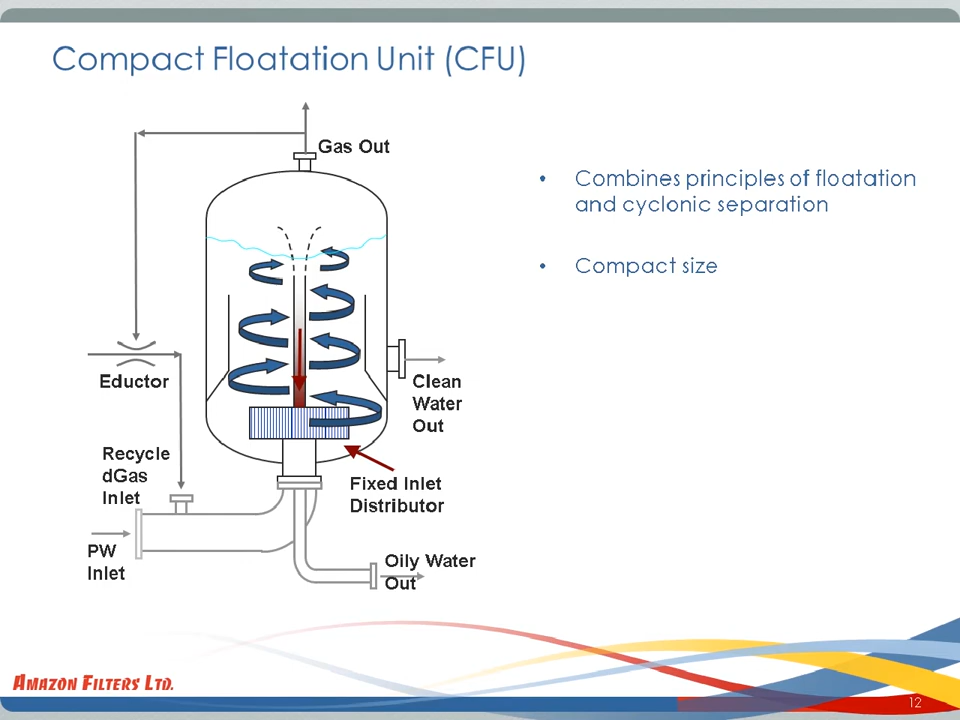 Compact Floatation Unit (CFU)
Gas Out
• Combines principles of floatation
and cyclonic separation
• Compact size
Eductor
Clean
Water
Out
Recycle
dGas
Inlet
Fixed Inlet
Distributor
PW
Inlet
Oily Water
Out
AMAZON FILTERS LTD.
12